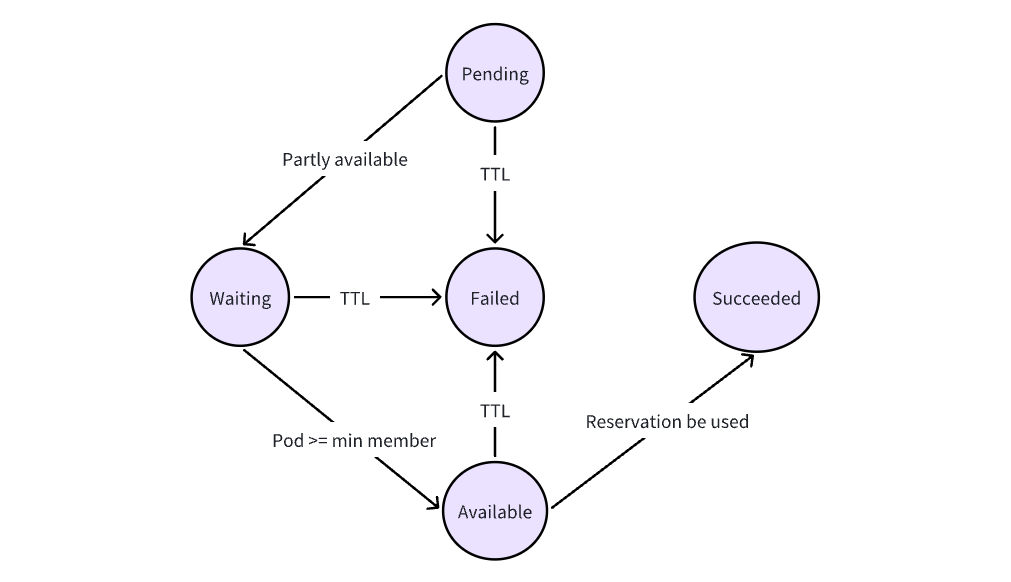 Pending
Partly available
TTL
Waiting
TTL
Failed
Succeeded
TTL
Reservation be used
Pod >= min member
Available